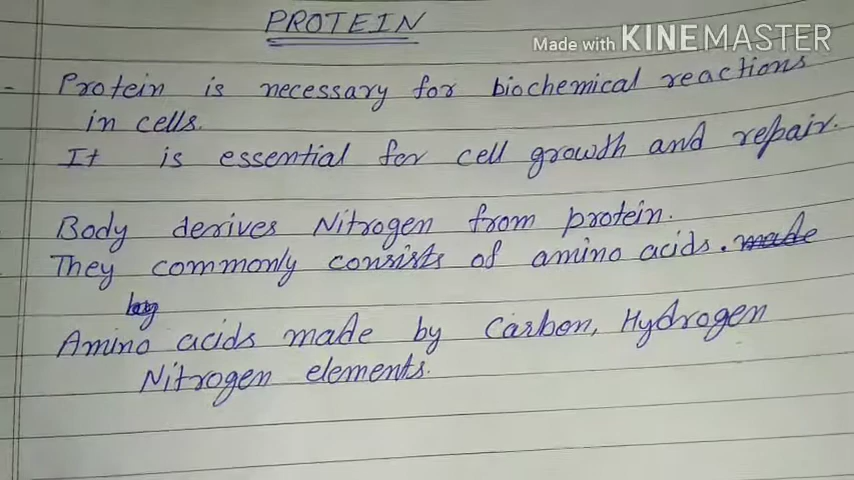 PROTEIN
Made with KINEMASTER
- Protein is necessary for biochemical reactions
in cells.
It is essential for cell growth and repair.
Body derives Nitrogen from protein.
They commonly consists of amino acids. made
by
Amino acids made by Carbon, Hydrogen
Nitrogen elements.